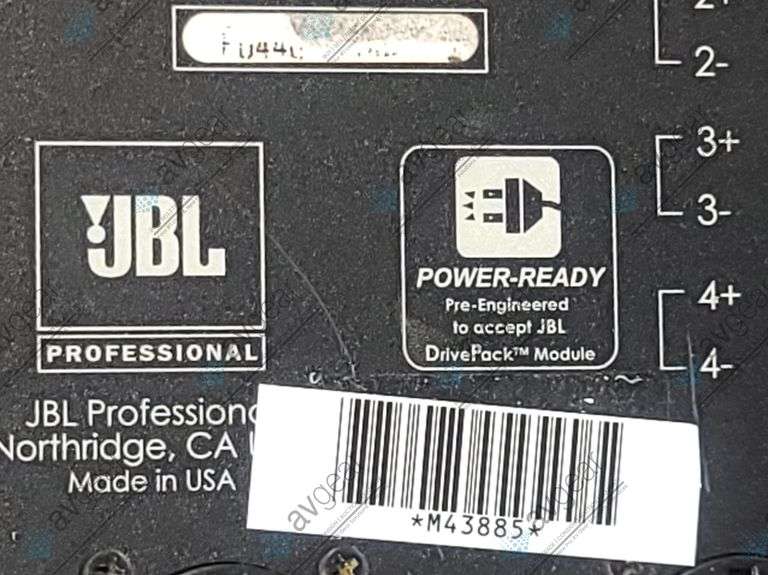 2-
3+
3-
4+
4-
JBL
PROFESSIONAL
POWER-READY
Pre-Engineered
to accept JBL
DrivePack™ Module
JBL Professiona
Northridge, CA
Made in USA
*M43885*
avgear